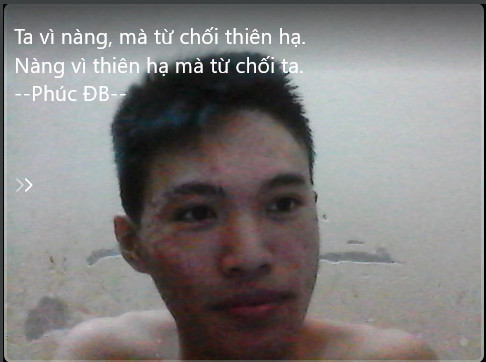 Ta vì nàng, mà từ chối thiên hạ.
Nàng vì thiên hạ mà từ chối ta.
--Phúc ĐB--
>>